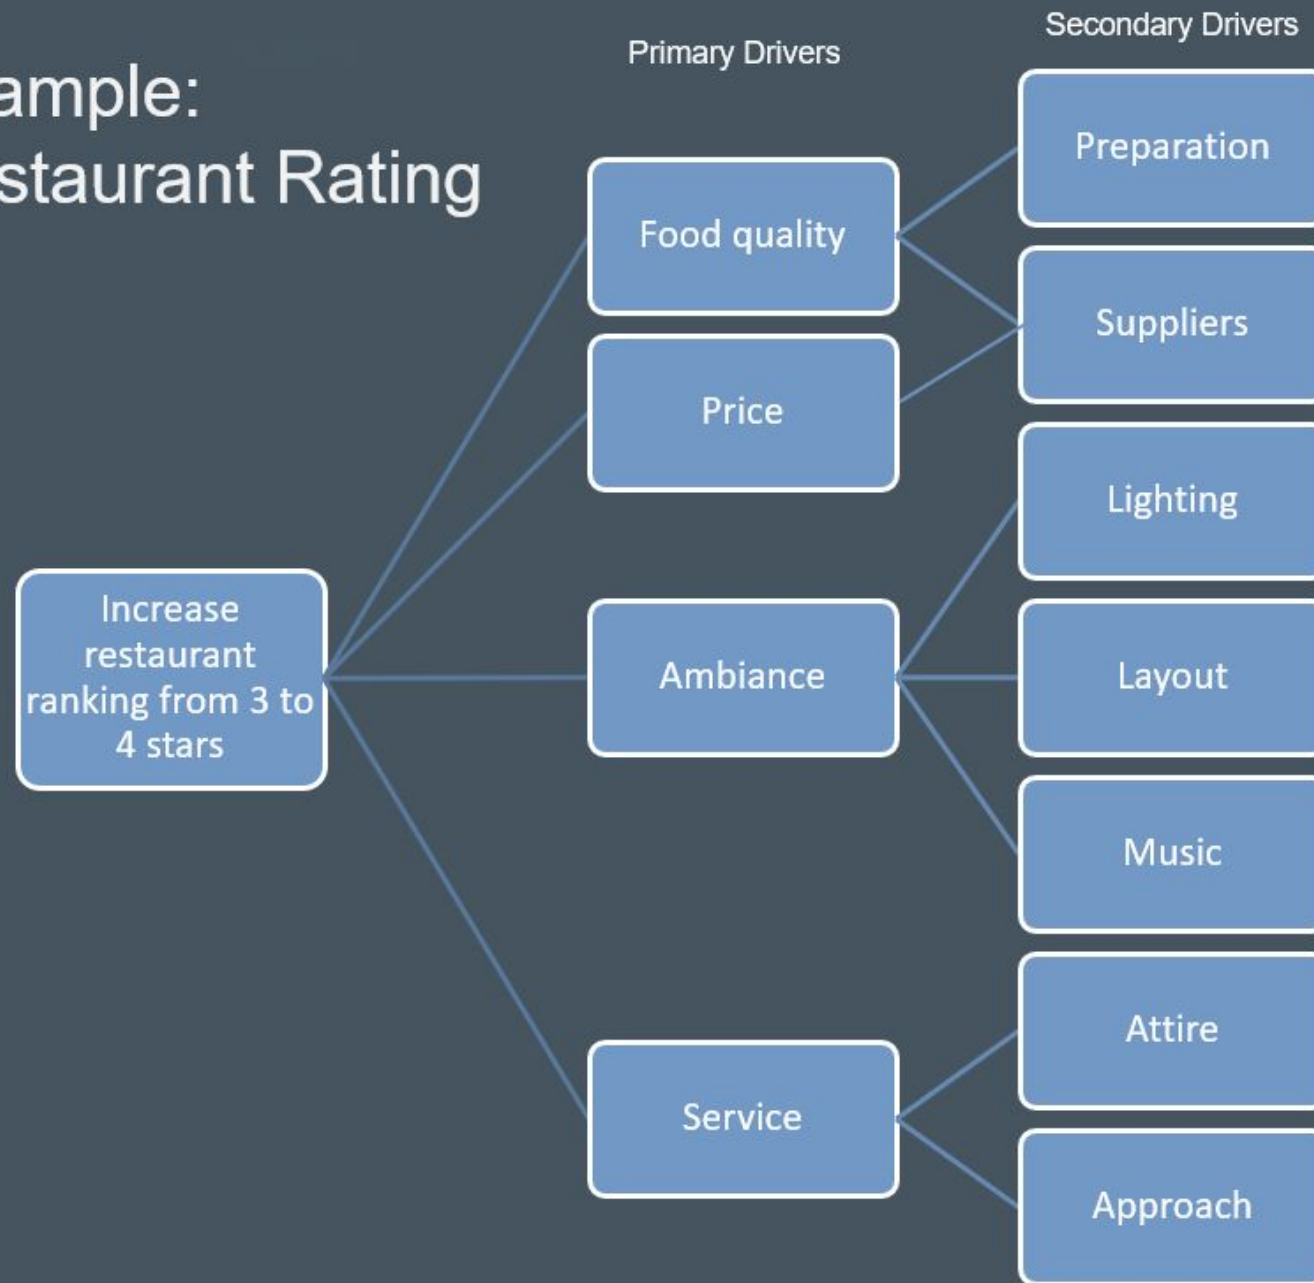 ample:
staurant Rating
Primary Drivers
Secondary Drivers
Increase
restaurant
ranking from 3 to
4 stars
Food quality
Price
Ambiance
Service
Preparation
Suppliers
Lighting
Layout
Music
Attire
Approach